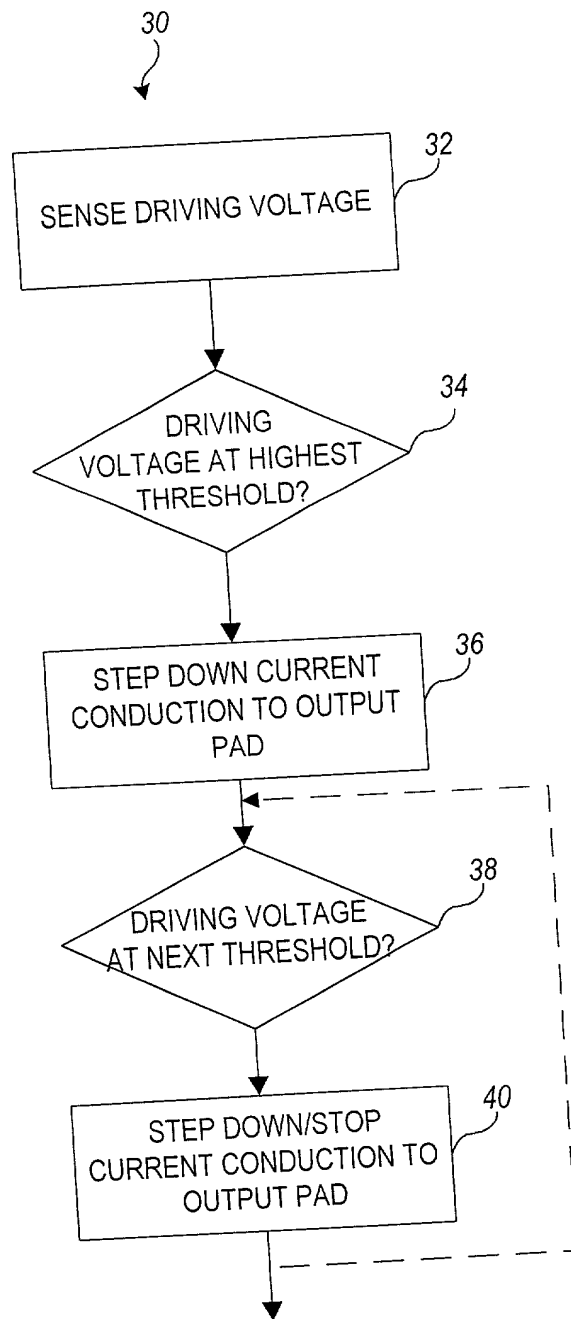 30
32
SENSE DRIVING VOLTAGE
34
DRIVING
VOLTAGE AT HIGHEST
THRESHOLD?
36
STEP DOWN CURRENT
CONDUCTION TO OUTPUT
PAD
38
DRIVING VOLTAGE
AT NEXT THRESHOLD?
40
STEP DOWN/STOP
CURRENT CONDUCTION TO
OUTPUT PAD